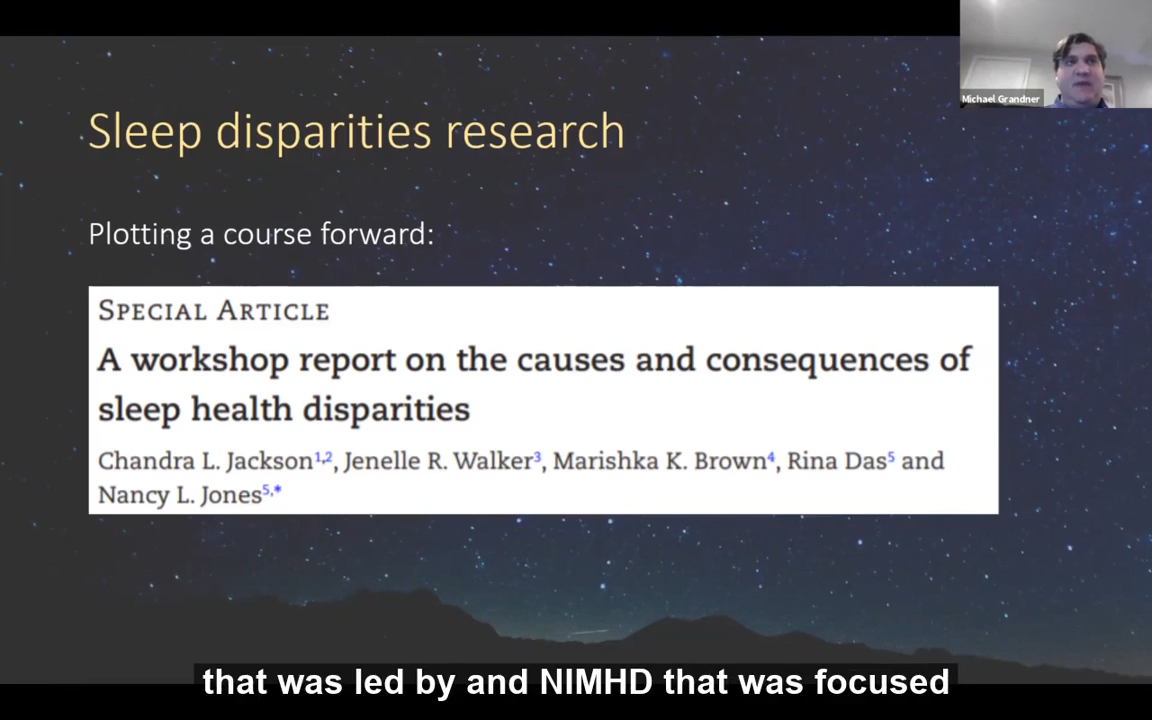 Michael Grandner
Sleep disparities research
Plotting a course forward:
SPECIAL ARTICLE
A workshop report on the causes and consequences of
sleep health disparities
Chandra L. Jackson1,2, Jenelle R. Walker3, Marishka K. Brown4, Rina Das5 and
Nancy L. Jones5,*
that was led by and NIMHD that was focused